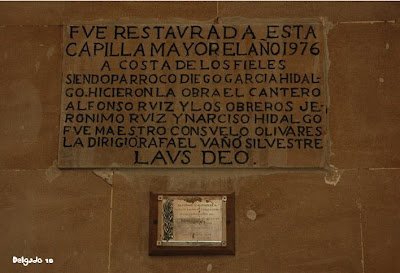 FVE RESTAVRADA ESTA
CAPILLA MAYOR EL AÑO 1976
A COSTA DE LOS FIELES
SIENDO PARROCO DIEGO GARCIA HIDAL-
GO. HICIERON LA OBRA EL CANTERO
ALFONSO RVIZ Y LOS OBREROS JE-
RONIMO RVIZ Y NARCISO HIDALGO
FVE MAESTRO CONSVELO OLIVARES
LA DIRIGIO RAFAEL VAÑO SILVESTRE
LAVS DEO.
Delgado 10